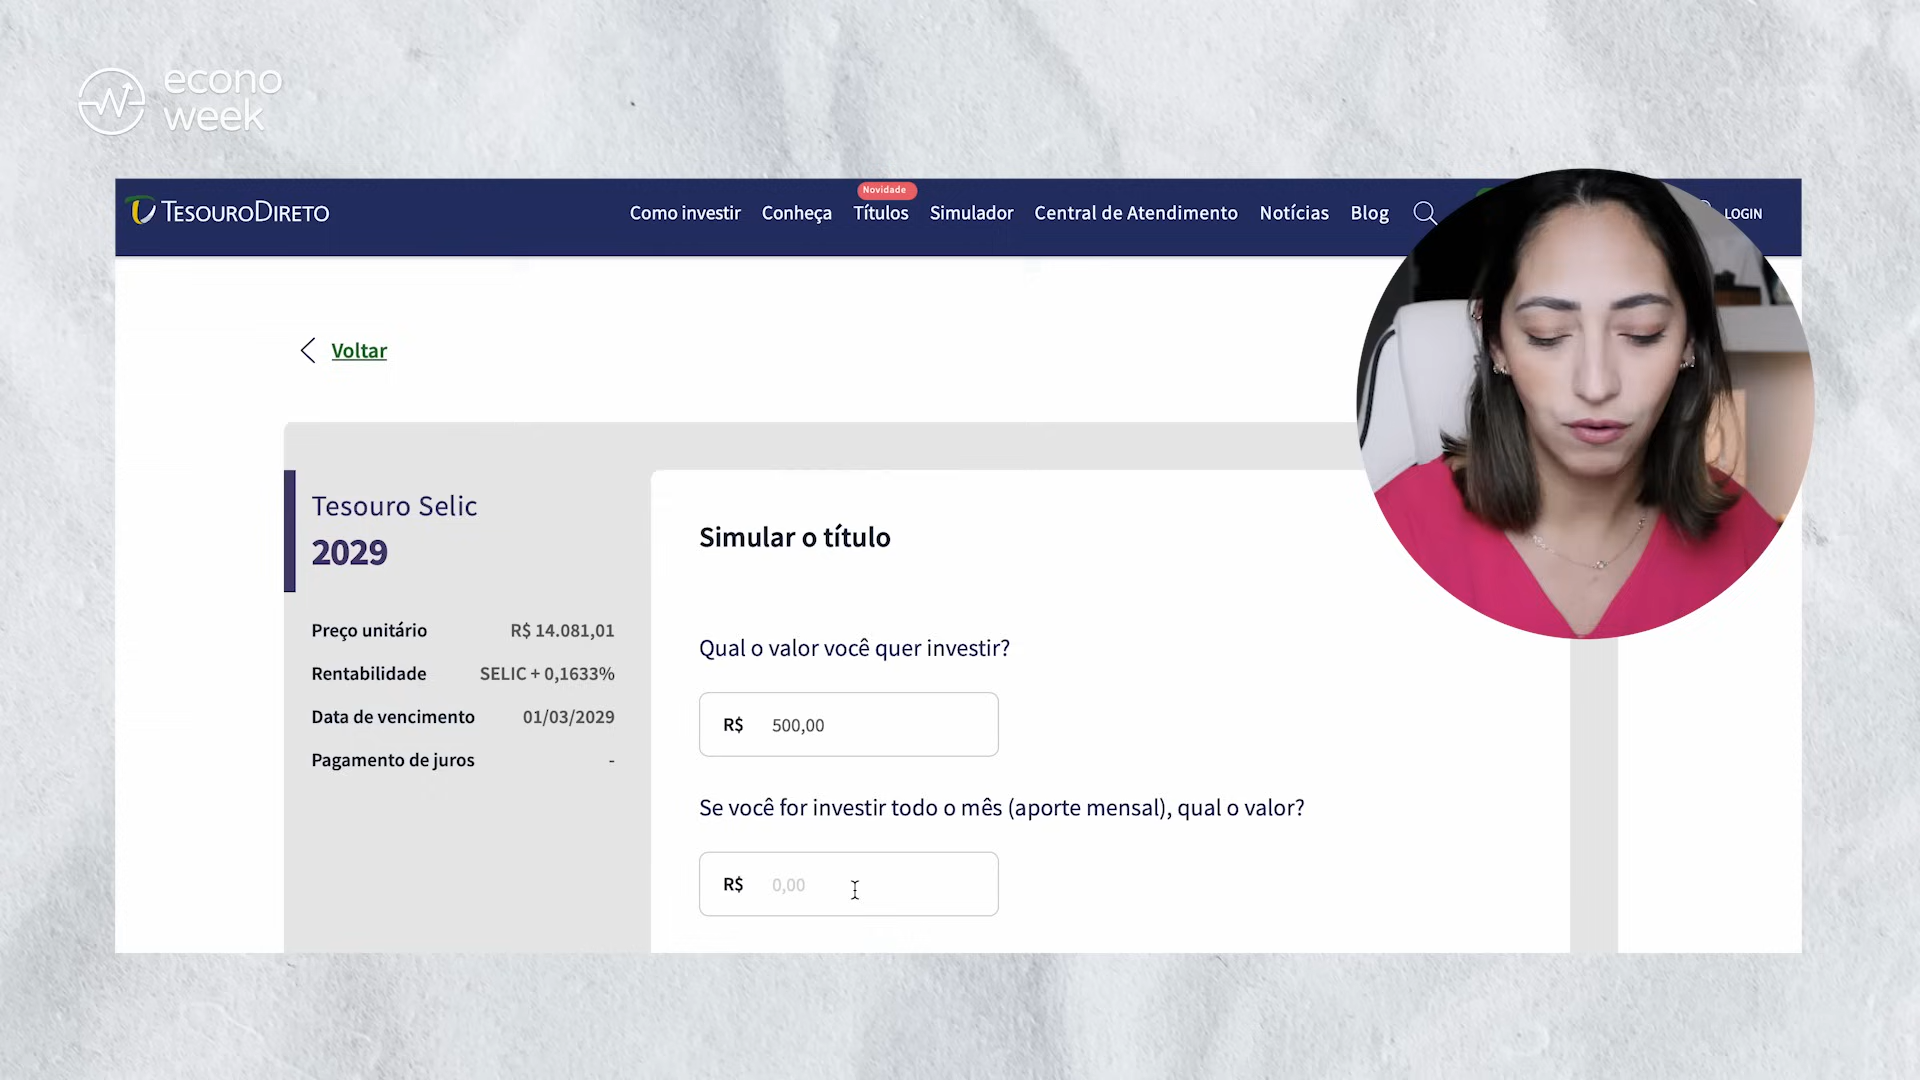 econo
week
TESOURODIRETO
Como investir
Conheça
Novidade
Títulos
Simulador
Central de Atendimento
Notícias
Blog
LOGIN
Voltar
Tesouro Selic
2029
Preço unitário R$ 14.081,01
Rentabilidade SELIC + 0,1633%
Data de vencimento 01/03/2029
Pagamento de juros -
Simular o título
Qual o valor você quer investir?
R$ 500,00
Se você for investir todo o mês (aporte mensal), qual o valor?
R$ 0,00